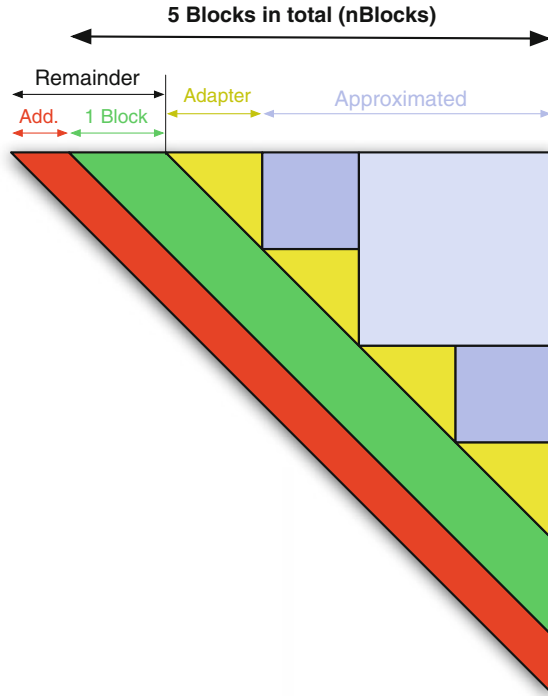 5 Blocks in total (nBlocks)
Remainder
Adapter
Approximated
Add.
1 Block